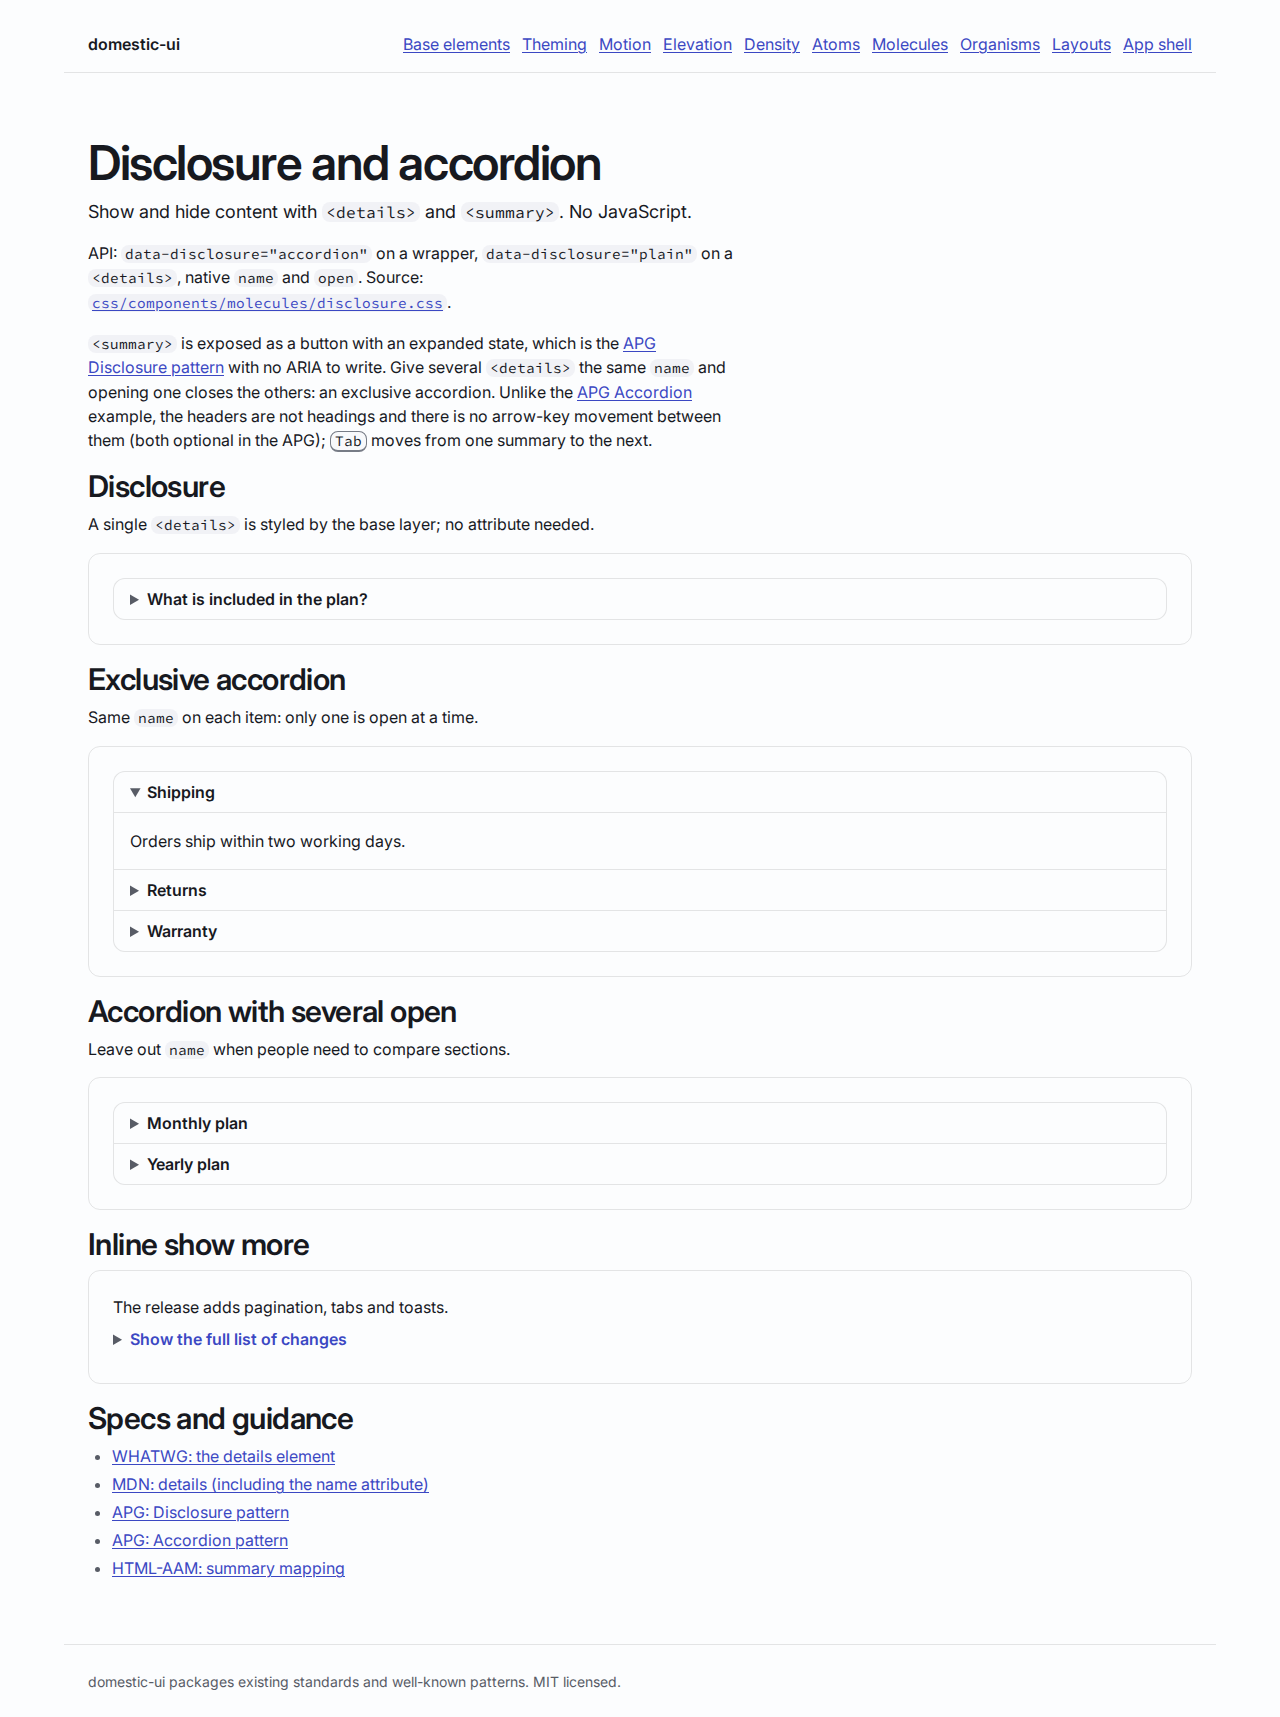 domestic-ui
Base elements Theming Motion Elevation Density Atoms Molecules Organisms Layouts App shell
Disclosure and accordion
Show and hide content with <details> and <summary>. No JavaScript.
API: data-disclosure="accordion" on a wrapper, data-disclosure="plain" on a
<details>, native name and open. Source:
css/components/molecules/disclosure.css.
<summary> is exposed as a button with an expanded state, which is the APG
Disclosure pattern with no ARIA to write. Give several <details> the same name and
opening one closes the others: an exclusive accordion. Unlike the APG Accordion
example, the headers are not headings and there is no arrow-key movement between
them (both optional in the APG); Tab moves from one summary to the next.
Disclosure
A single <details> is styled by the base layer; no attribute needed.
What is included in the plan?
Exclusive accordion
Same name on each item: only one is open at a time.
Shipping
Orders ship within two working days.
Returns
Warranty
Accordion with several open
Leave out name when people need to compare sections.
Monthly plan
Yearly plan
Inline show more
The release adds pagination, tabs and toasts.
Show the full list of changes
Specs and guidance
WHATWG: the details element
MDN: details (including the name attribute)
APG: Disclosure pattern
APG: Accordion pattern
HTML-AAM: summary mapping
domestic-ui packages existing standards and well-known patterns. MIT licensed.